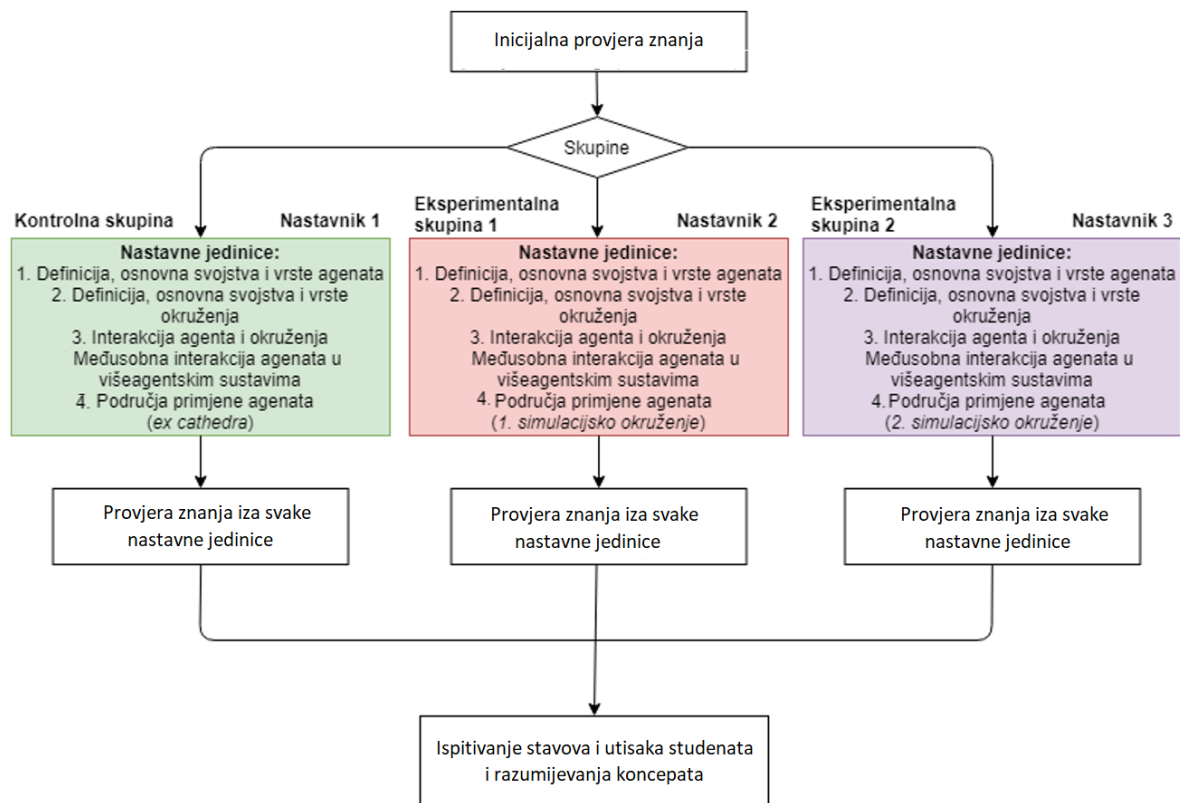 Inicijalna provjera znanja
Skupine
Kontrolna skupina
Nastavnik 1
Nastavne jedinice:
1. Definicija, osnovna svojstva i vrste agenata
2. Definicija, osnovna svojstva i vrste
okruženja
3. Interakcija agenta i okruženja
Međusobna interakcija agenata u
višeagentskim sustavima
4. Područja primjene agenata
(ex cathedra)
Eksperimentalna
skupina 1
Nastavnik 2
Nastavne jedinice:
1. Definicija, osnovna svojstva i vrste agenata
2. Definicija, osnovna svojstva i vrste
okruženja
3. Interakcija agenta i okruženja
Međusobna interakcija agenata u
višeagentskim sustavima
4. Područja primjene agenata
(1. simulacijsko okruženje)
Eksperimentalna
skupina 2
Nastavnik 3
Nastavne jedinice:
1. Definicija, osnovna svojstva i vrste agenata
2. Definicija, osnovna svojstva i vrste
okruženja
3. Interakcija agenta i okruženja
Međusobna interakcija agenata u
višeagentskim sustavima
4. Područja primjene agenata
(2. simulacijsko okruženje)
Provjera znanja iza svake
nastavne jedinice
Provjera znanja iza svake
nastavne jedinice
Provjera znanja iza svake
nastavne jedinice
Ispitivanje stavova i utisaka studenata
i razumijevanja koncepata